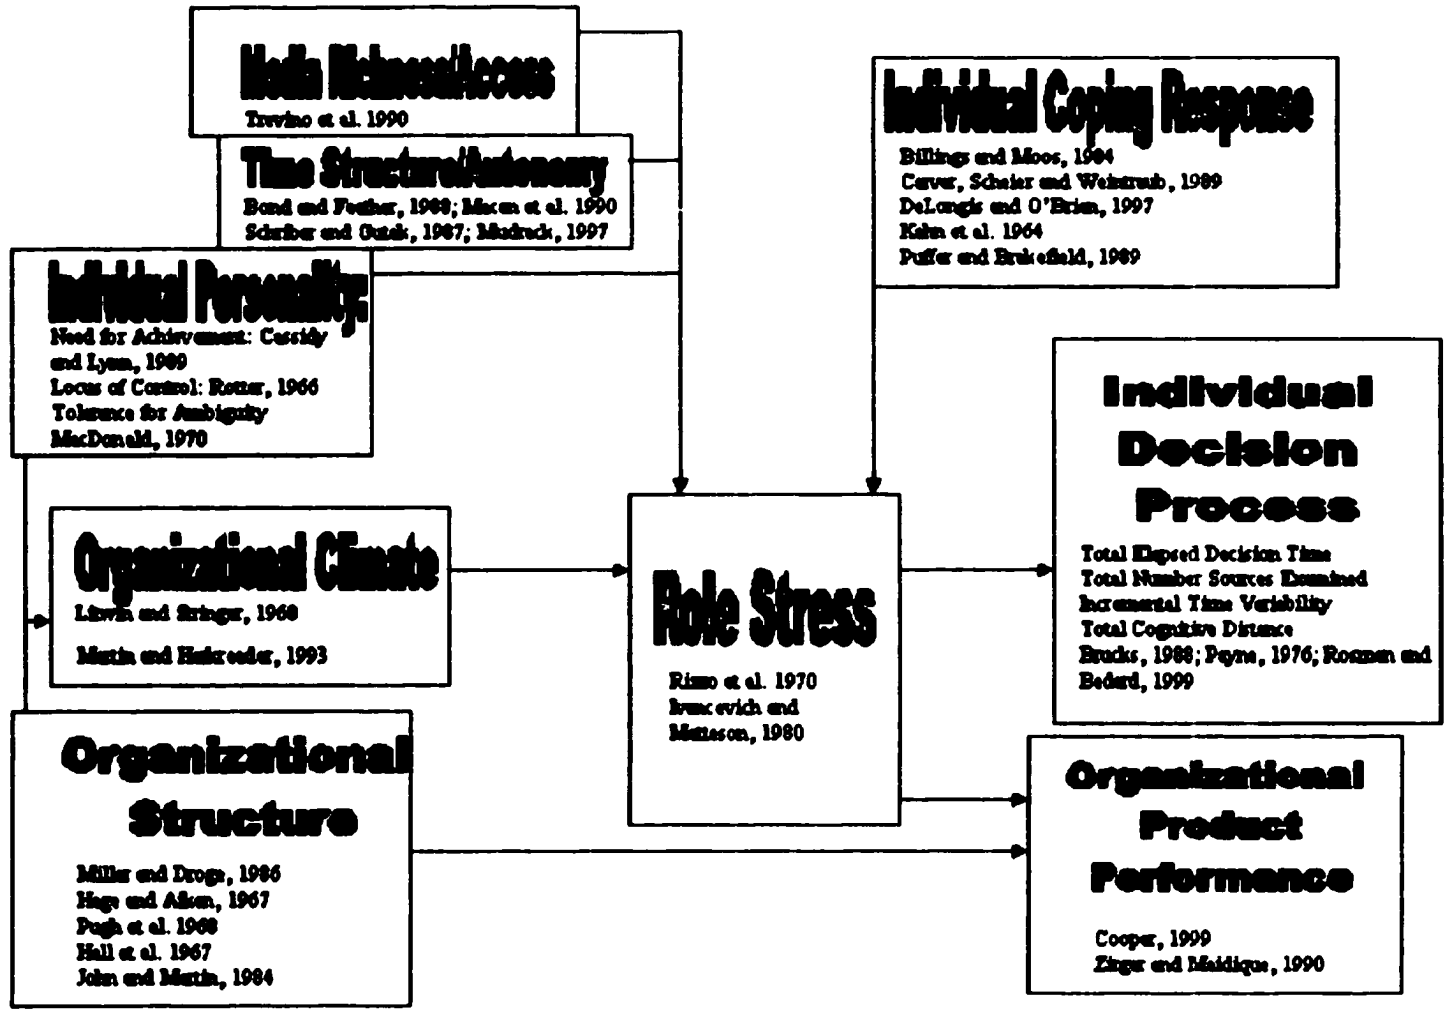 Media Richness/Access
Trevino et al. 1990
Time Structure/Autonomy
Bond and Feather, 1988; Macan et al. 1990
Schriber and Gutek, 1987; Mudrack, 1997
Individual Personality:
Need for Achievement: Cassidy
and Lynn, 1989
Locus of Control: Rotter, 1966
Tolerance for Ambiguity
MacDonald, 1970
Organizational Climate
Litwin and Stringer, 1968
Martin and
, 1993
Organizational
Structure
Miller and Droge, 1986
Hage and Aiken, 1967
Pugh et al. 1968
Hall et al. 1967
John and Martin, 1984
Individual Coping Response
Billings and Moos, 1984
Carver, Scheier and Weintraub, 1989
DeLongis and O'Brien, 1997
Kahn et al. 1964
Puffer and Brakefield, 1989
Role Stress
Rizzo et al. 1970
Ivancevich and
Matteson, 1980
Individual
Decision
Process
Total Elapsed Decision Time
Total Number Sources Examined
Incremental Time Variability
Total Cognitive Distance
Brucks, 1988; Payne, 1976; Rosman and
Bedard, 1999
Organizational
Product
Performance
Cooper, 1999
Zirger and Maidique, 1990